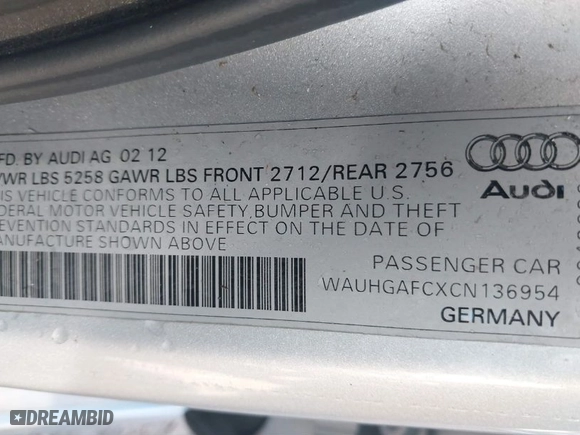 FD. BY AUDI AG 02 12
VWR LBS 5258 GAWR LBS FRONT 2712/REAR 2756
IS VEHICLE CONFORMS TO ALL APPLICABLE U.S.
DERAL MOTOR VEHICLE SAFETY,BUMPER AND THEFT
EVENTION STANDARDS IN EFFECT ON THE DATE OF
ANUFACTURE SHOWN ABOVE
Audi
PASSENGER CAR
WAUHGAFCXCN136954
GERMANY
DREAMBID